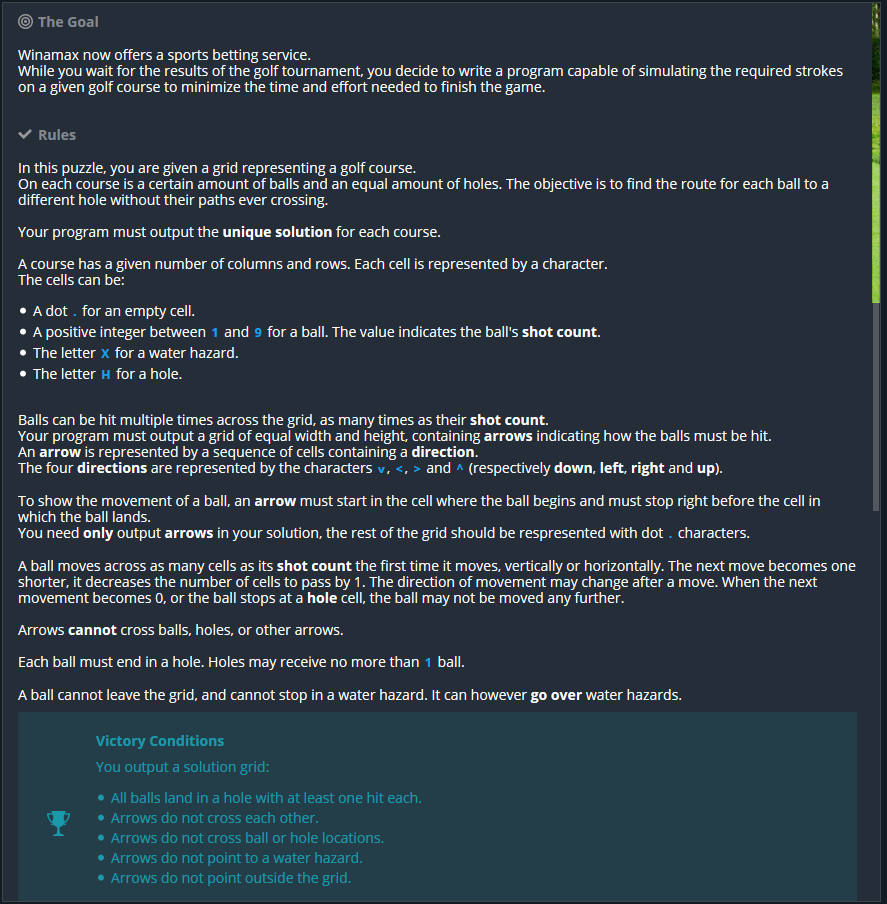 The Goal
Winamax now offers a sports betting service.
While you wait for the results of the golf tournament, you decide to write a program capable of simulating the required strokes
on a given golf course to minimize the time and effort needed to finish the game.
Rules
In this puzzle, you are given a grid representing a golf course.
On each course is a certain amount of balls and an equal amount of holes. The objective is to find the route for each ball to a
different hole without their paths ever crossing.
Your program must output the unique solution for each course.
A course has a given number of columns and rows. Each cell is represented by a character.
The cells can be:
• A dot . for an empty cell.
• A positive integer between 1 and 9 for a ball. The value indicates the ball's shot count.
• The letter X for a water hazard.
• The letter H for a hole.
Balls can be hit multiple times across the grid, as many times as their shot count.
Your program must output a grid of equal width and height, containing arrows indicating how the balls must be hit.
An arrow is represented by a sequence of cells containing a direction.
The four directions are represented by the characters v, <, > and ^ (respectively down, left, right and up).
To show the movement of a ball, an arrow must start in the cell where the ball begins and must stop right before the cell in
which the ball lands.
You need only output arrows in your solution, the rest of the grid should be respresented with dot . characters.
A ball moves across as many cells as its shot count the first time it moves, vertically or horizontally. The next move becomes one
shorter, it decreases the number of cells to pass by 1. The direction of movement may change after a move. When the next
movement becomes 0, or the ball stops at a hole cell, the ball may not be moved any further.
Arrows cannot cross balls, holes, or other arrows.
Each ball must end in a hole. Holes may receive no more than 1 ball.
A ball cannot leave the grid, and cannot stop in a water hazard. It can however go over water hazards.
Victory Conditions
You output a solution grid:
• All balls land in a hole with at least one hit each.
• Arrows do not cross each other.
• Arrows do not cross ball or hole locations.
• Arrows do not point to a water hazard.
• Arrows do not point outside the grid.